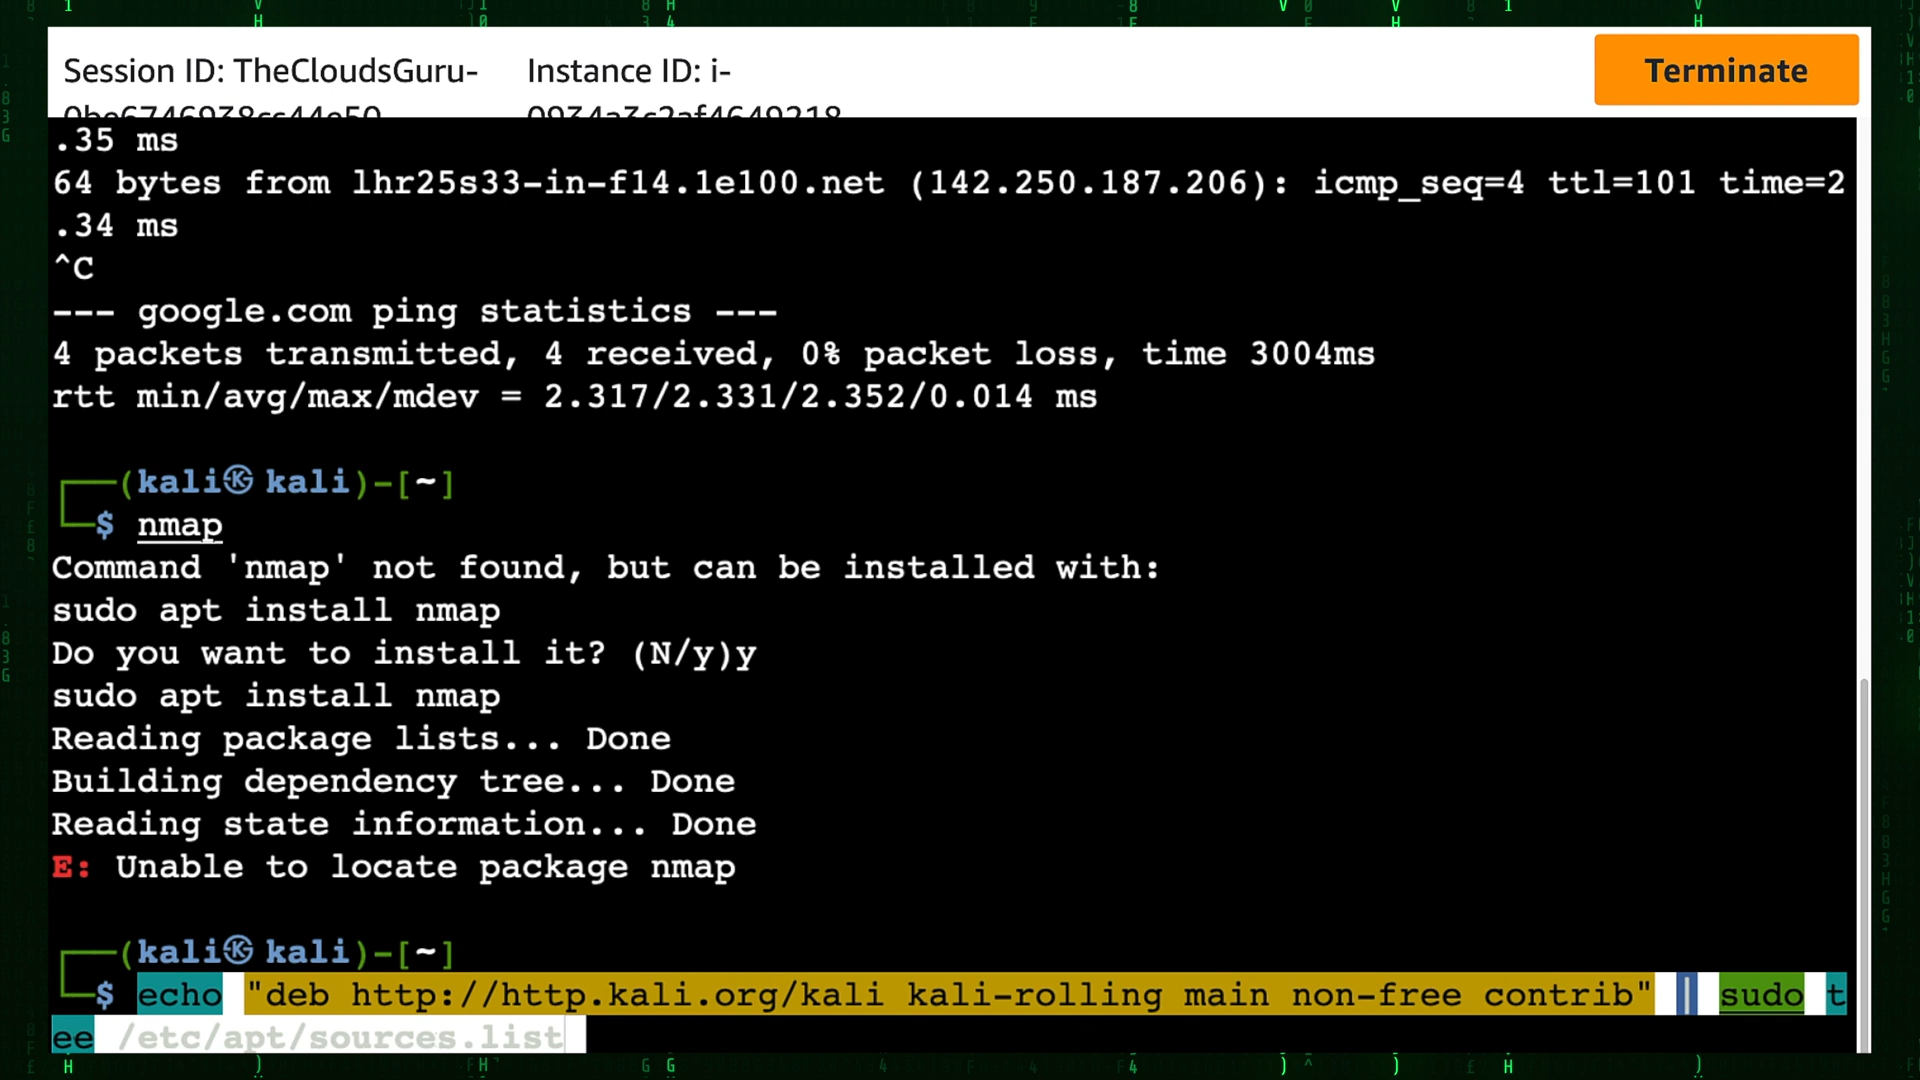 Session ID: TheCloudsGuru-
Instance ID: i-
Terminate
.35 ms
64 bytes from lhr25s33-in-f14.1e100.net (142.250.187.206): icmp_seq=4 ttl=101 time=2
.34 ms
^C
--- google.com ping statistics ---
4 packets transmitted, 4 received, 0% packet loss, time 3004ms
rtt min/avg/max/mdev = 2.317/2.331/2.352/0.014 ms
┌──(kali㉿kali)-[~]
└─$ nmap
Command 'nmap' not found, but can be installed with:
sudo apt install nmap
Do you want to install it? (N/y)y
sudo apt install nmap
Reading package lists... Done
Building dependency tree... Done
Reading state information... Done
E: Unable to locate package nmap
┌──(kali㉿kali)-[~]
└─$ echo "deb http://http.kali.org/kali kali-rolling main non-free contrib" | sudo t
ee /etc/apt/sources.list